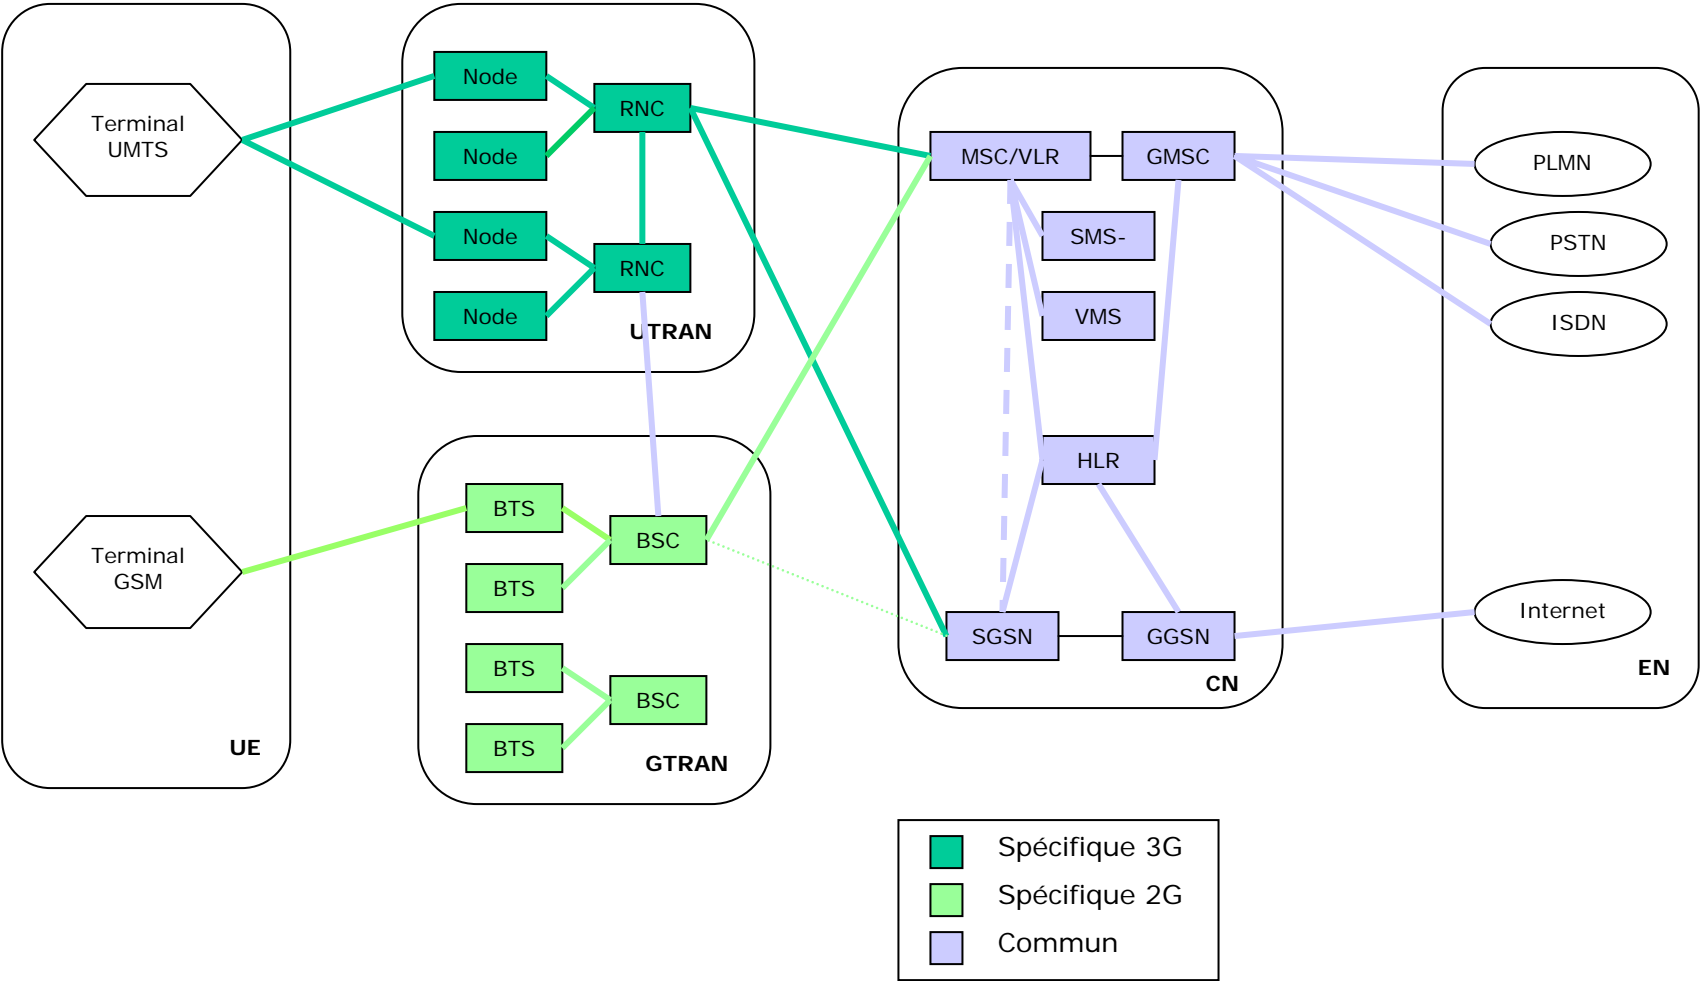 Terminal
UMTS
Terminal
GSM
UE
Node
Node
Node
Node
RNC
RNC
UTRAN
BTS
BTS
BTS
BTS
BSC
BSC
GTRAN
MSC/VLR
GMSC
SMS-
VMS
HLR
SGSN
GGSN
CN
PLMN
PSTN
ISDN
Internet
EN
Spécifique 3G
Spécifique 2G
Commun